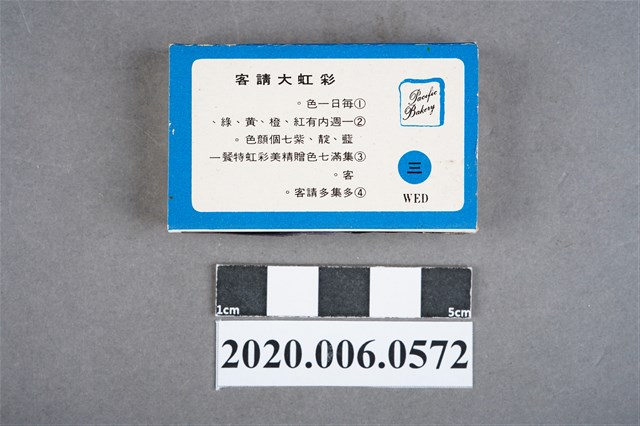 彩虹大請客
①每日一色。
②一週內有紅、橙、黃、綠、
藍、靛、紫七個顏色。
③集滿七色贈精美彩虹特餐一
客。
④多集多請客。
Pacific
Bakery
三
WED
1cm 5cm
2020.006.0572